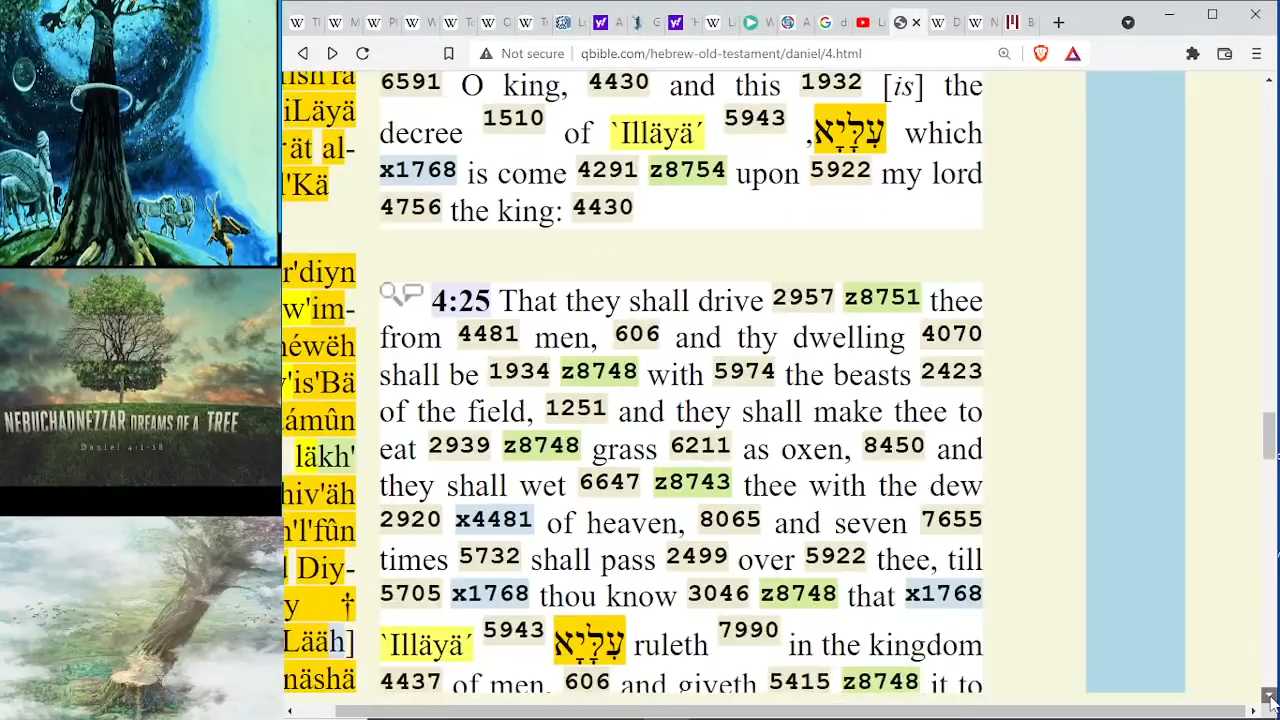 Not secure | qbible.com/hebrew-old-testament/daniel/4.html
6591 O king, 4430 and this 1932 [is] the
decree 1510 of `Illäyä´ 5943 עִלָּיָא, which
x1768 is come 4291 z8754 upon 5922 my lord
4756 the king: 4430
4:25 That they shall drive 2957 z8751 thee
from 4481 men, 606 and thy dwelling 4070
shall be 1934 z8748 with 5974 the beasts 2423
of the field, 1251 and they shall make thee to
eat 2939 z8748 grass 6211 as oxen, 8450 and
they shall wet 6647 z8743 thee with the dew
2920 x4481 of heaven, 8065 and seven 7655
times 5732 shall pass 2499 over 5922 thee, till
5705 x1768 thou know 3046 z8748 that x1768
`Illäyä´ 5943 עִלָּיָא ruleth 7990 in the kingdom
4437 of men, 606 and giveth 5415 z8748 it to
iLäyä
r̈ät al-
'Kä
r'diyn
w'im-
héwëh
y'is'Bä
ámûn
läkh'
hiv'äh
n'l'fûn
Diy-
y †
Lääh]
näshä
NEBUCHADNEZZAR DREAMS OF A TREE
Daniel 4:1-18